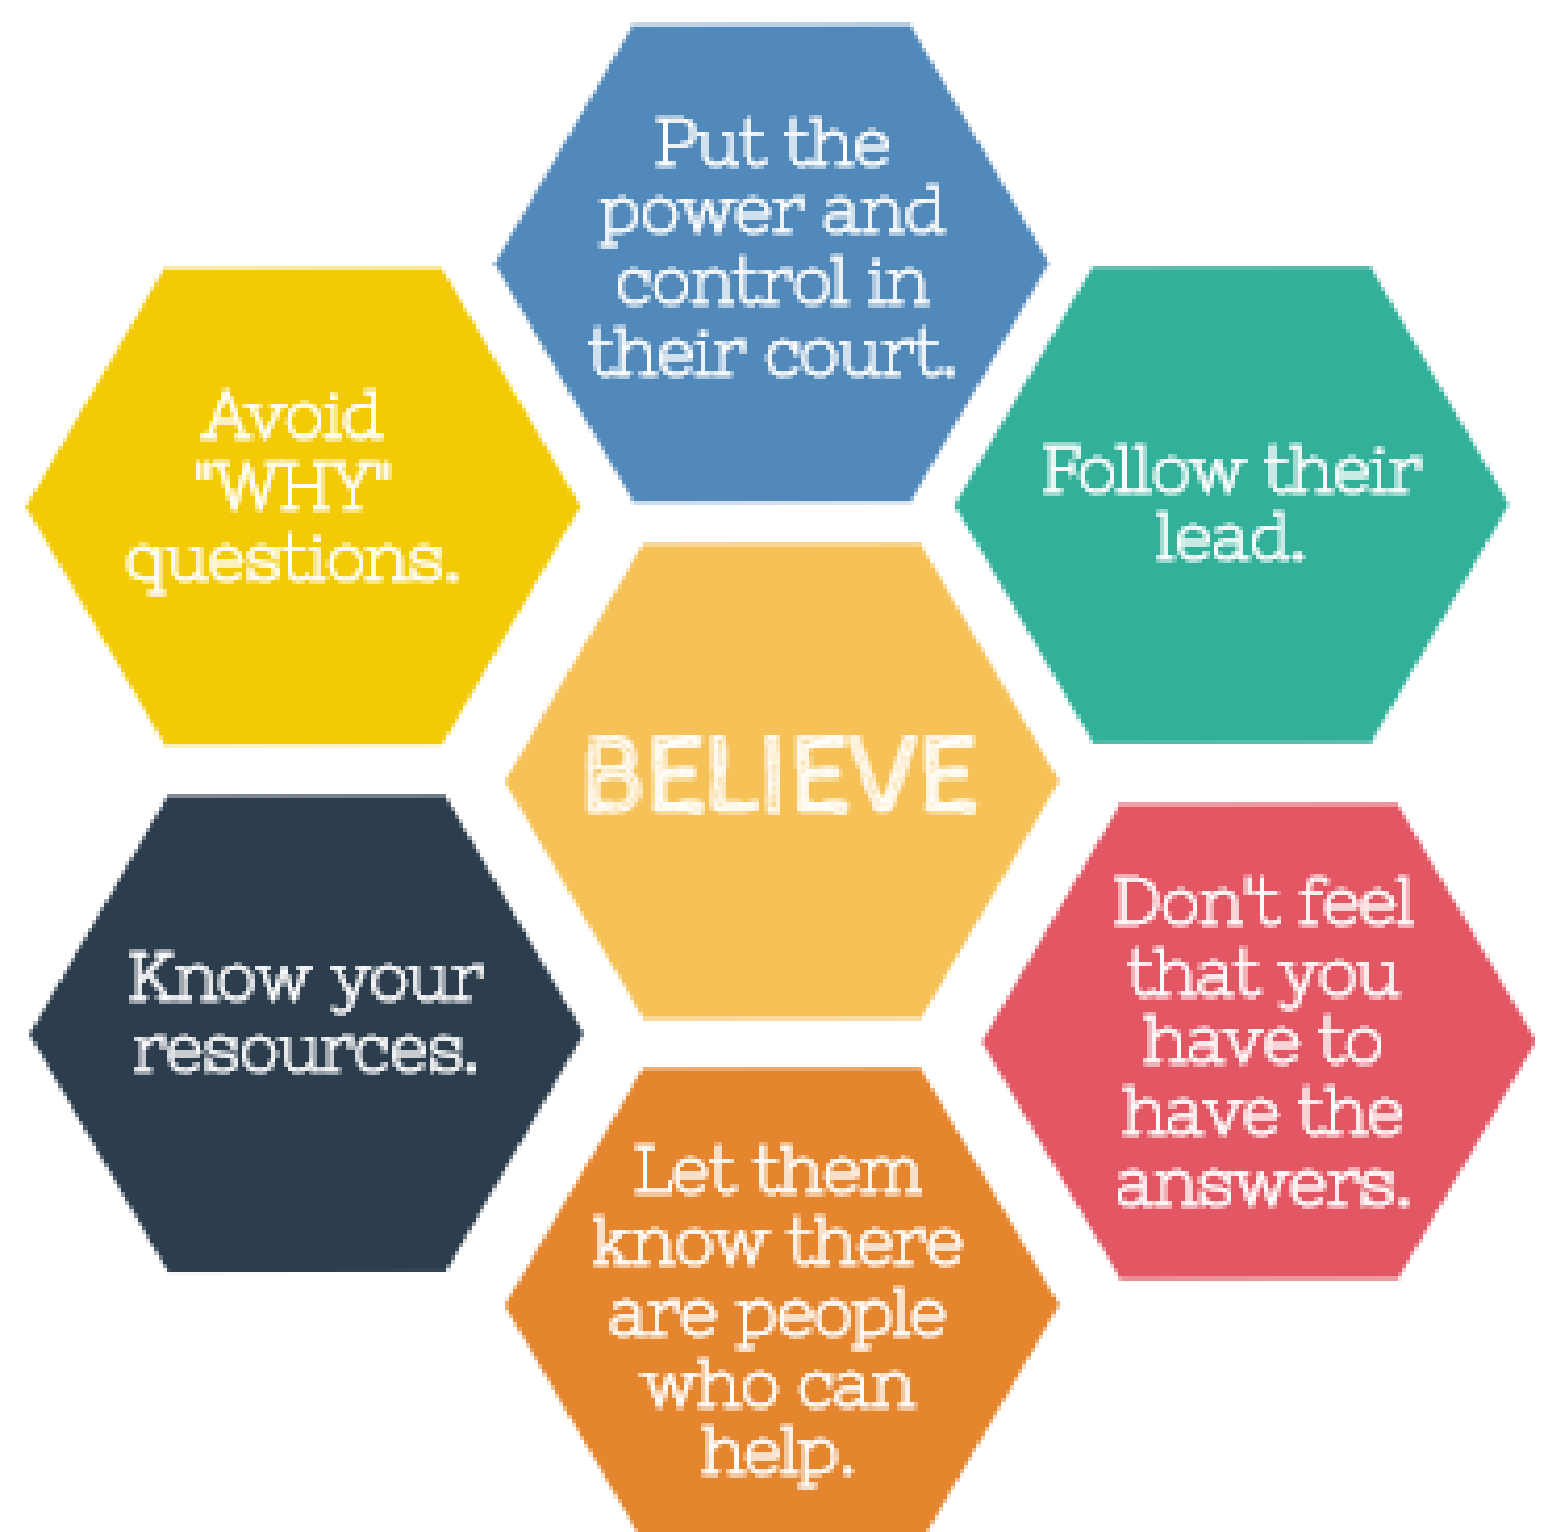 Put the
power and
control in
their court.
Avoid
"WHY"
questions.
Follow their
lead.
BELIEVE
Know your
resources.
Don't feel
that you
have to
have the
answers.
Let them
know there
are people
who can
help.